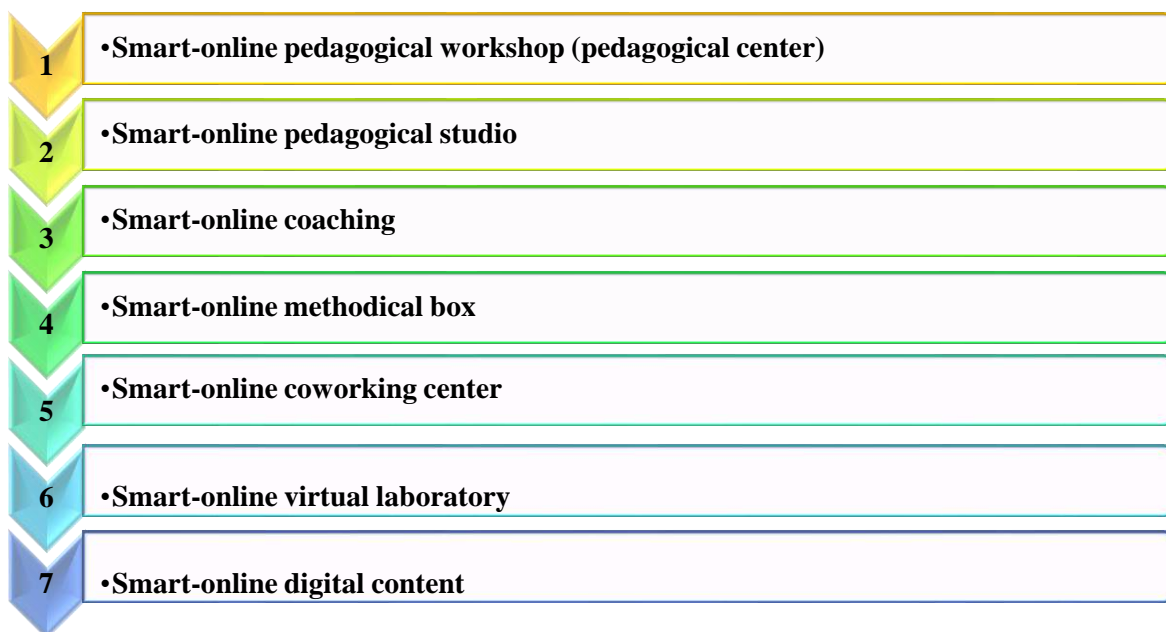 1
•Smart-online pedagogical workshop (pedagogical center)
2
•Smart-online pedagogical studio
3
•Smart-online coaching
4
•Smart-online methodical box
5
•Smart-online coworking center
6
•Smart-online virtual laboratory
7
•Smart-online digital content